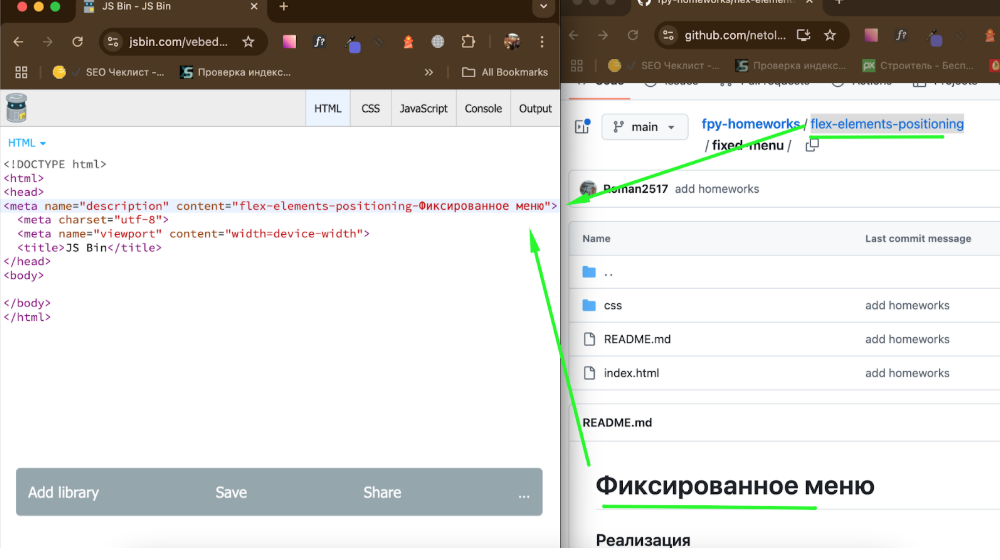 JS Bin - JS Bin
jsbin.com/vebed...
SEO Чеклист -...
Проверка индекс...
All Bookmarks
HTML
CSS
JavaScript
Console
Output
HTML
<!DOCTYPE html>
<html>
<head>
<meta name="description" content="flex-elements-positioning-Фиксированное меню">
<meta charset="utf-8">
<meta name="viewport" content="width=device-width">
<title>JS Bin</title>
</head>
<body>
</body>
</html>
Add library
Save
Share
...
fpy-homeworks/flex-elemen
github.com/netol...
SEO Чеклист -...
Проверка индекс...
Строитель - Бесп...
main
fpy-homeworks / flex-elements-positioning
/ fixed-menu /
Roman2517 add homeworks
Name
Last commit message
..
css
add homeworks
README.md
add homeworks
index.html
add homeworks
README.md
Фиксированное меню
Реализация